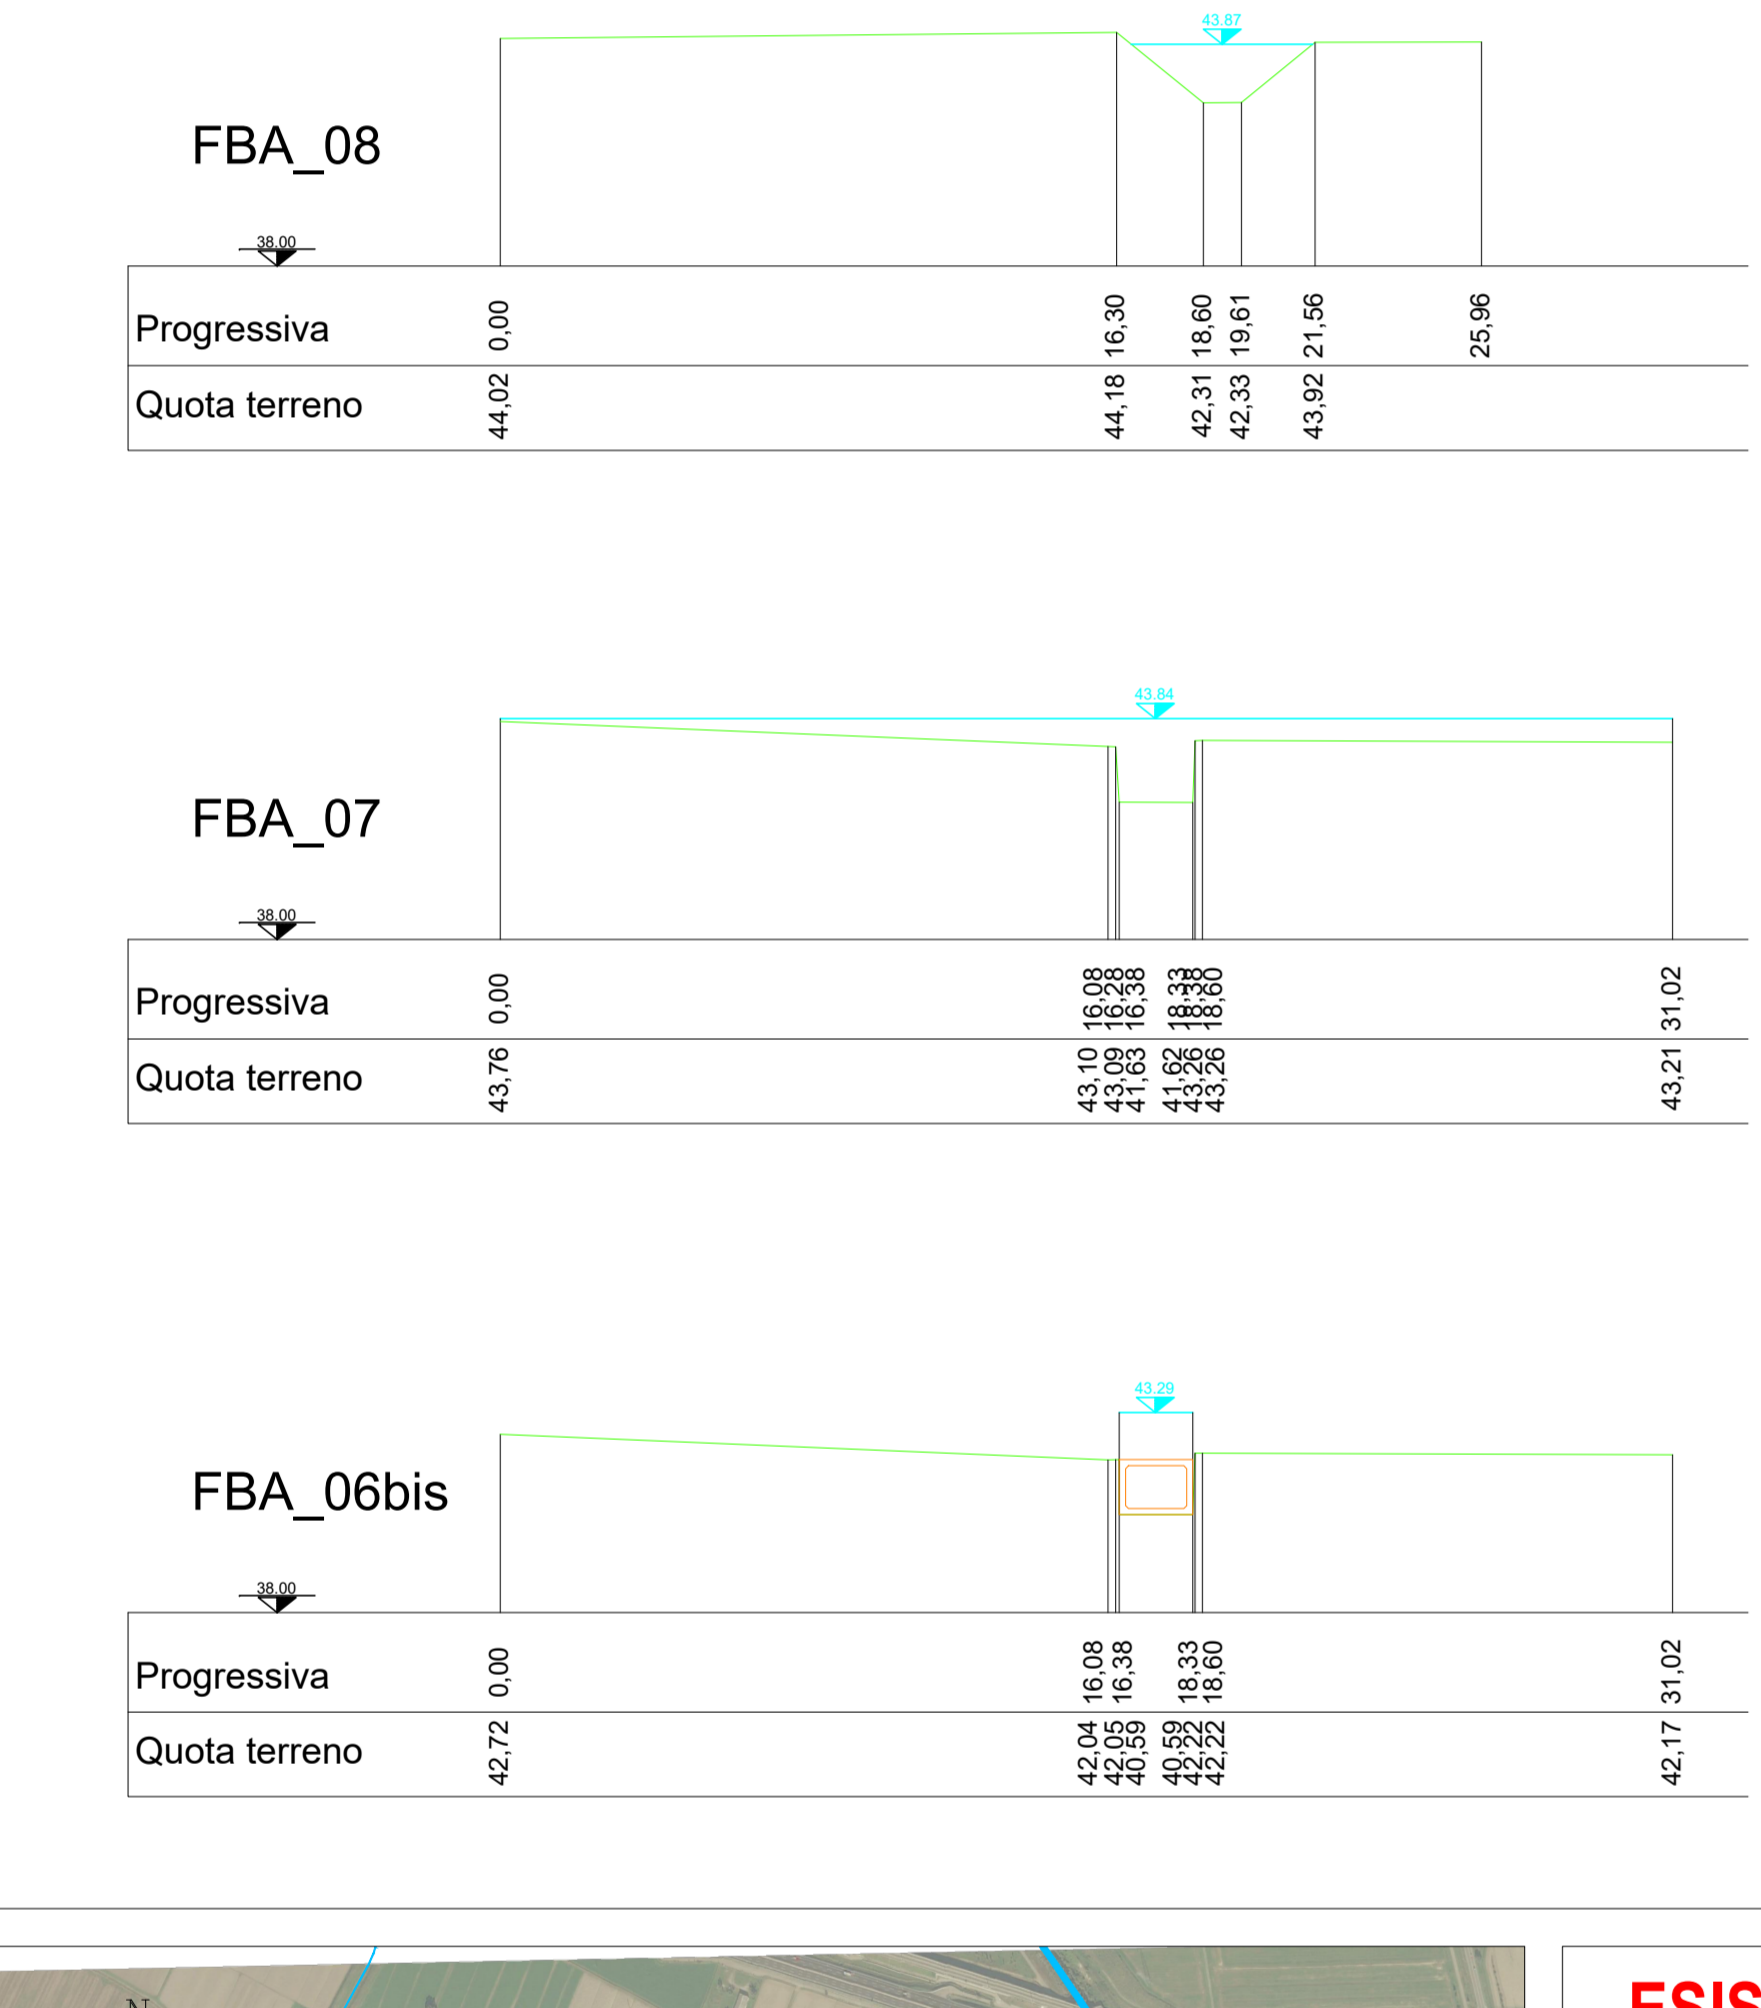 43.87
FBA_08
38.00
Progressiva 0,00 16,30 18,60 19,61 21,56 25,96
Quota terreno 44,02 44,18 42,31 42,33 43,92
43.84
FBA_07
38.00
Progressiva 0,00 16,08 16,28 16,38 18,33 18,38 18,60 31,02
Quota terreno 43,76 43,10 43,09 41,63 41,62 43,26 43,26 43,21
43.29
FBA_06bis
38.00
Progressiva 0,00 16,08 16,38 18,33 18,60 31,02
Quota terreno 42,72 42,04 42,05 40,59 40,59 42,22 42,22 42,17
N